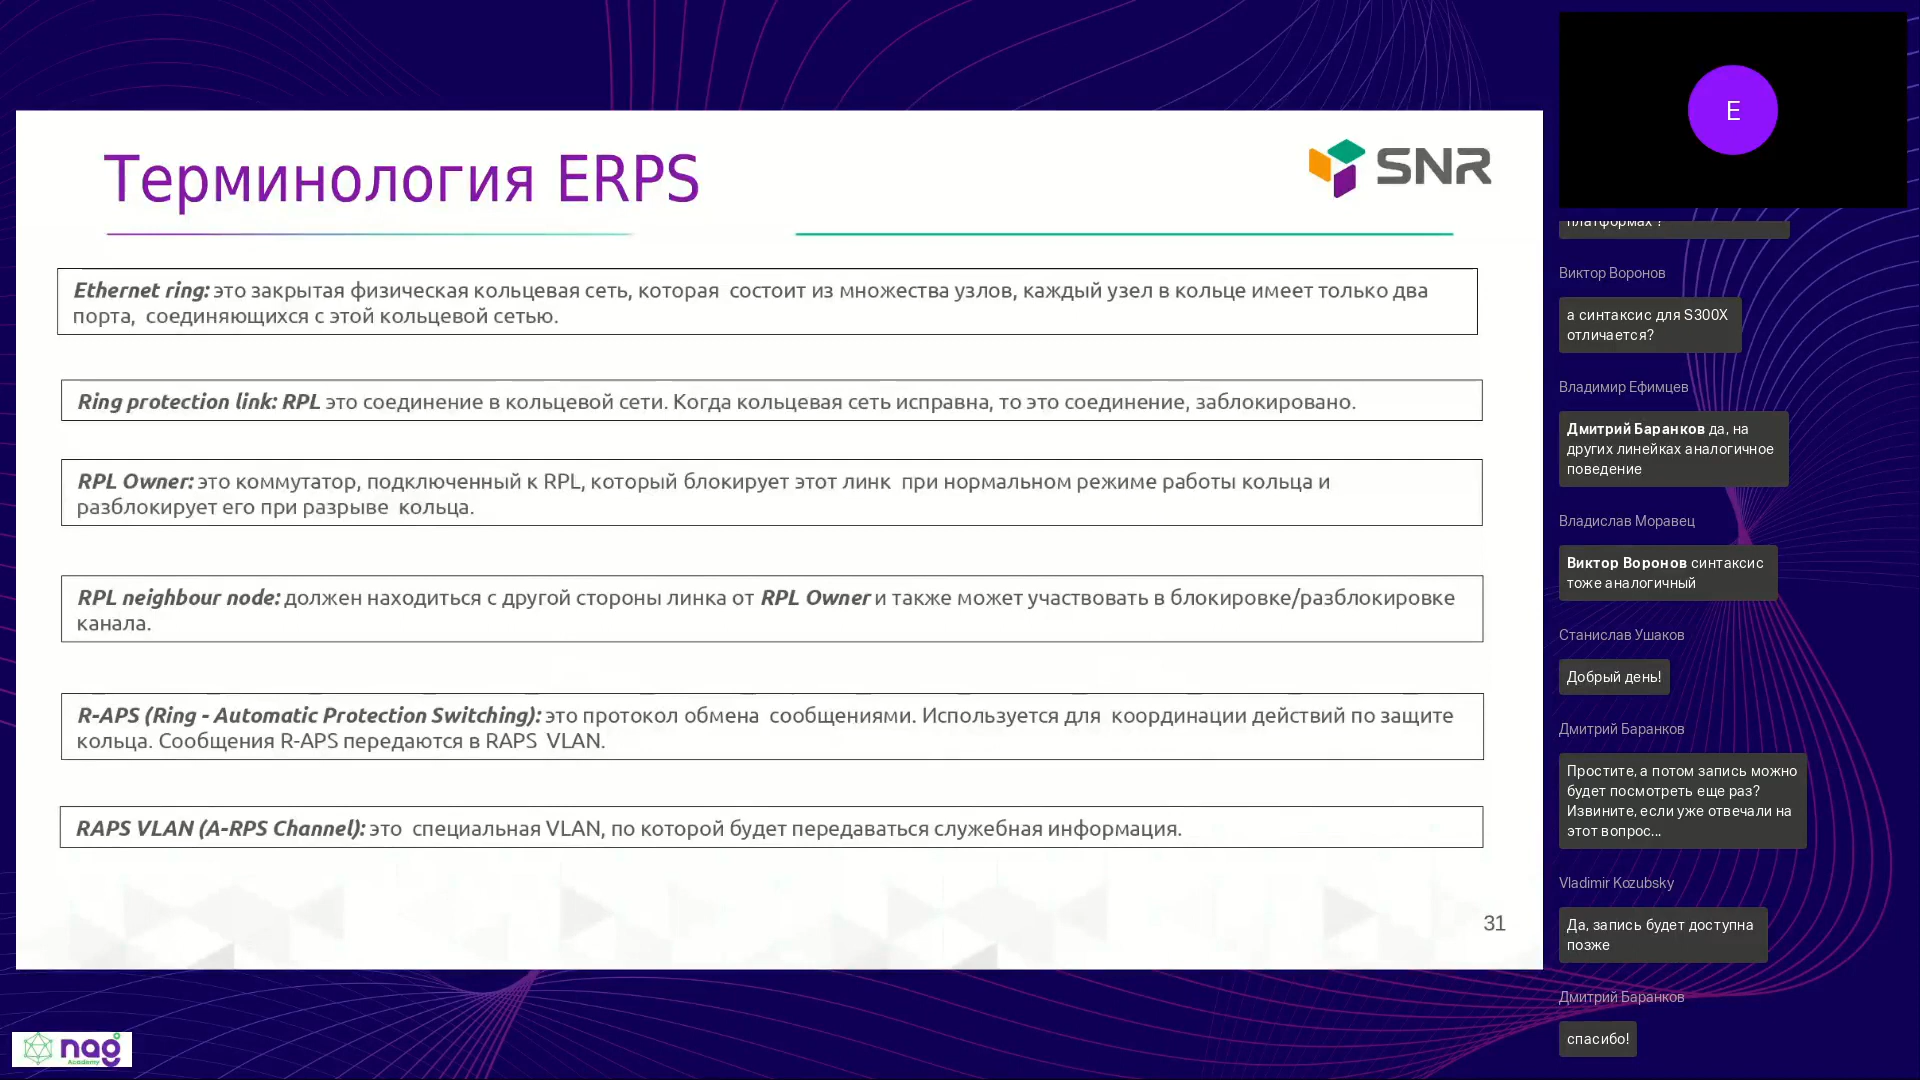 Терминология ERPS
SNR
Ethernet ring: это закрытая физическая кольцевая сеть, которая состоит из множества узлов, каждый узел в кольце имеет только два
порта, соединяющихся с этой кольцевой сетью.
Ring protection link: RPL это соединение в кольцевой сети. Когда кольцевая сеть исправна, то это соединение, заблокировано.
RPL Owner: это коммутатор, подключенный к RPL, который блокирует этот линк при нормальном режиме работы кольца и
разблокирует его при разрыве кольца.
RPL neighbour node: должен находиться с другой стороны линка от RPL Owner и также может участвовать в блокировке/разблокировке
канала.
R-APS (Ring - Automatic Protection Switching): это протокол обмена сообщениями. Используется для координации действий по защите
кольца. Сообщения R-APS передаются в RAPS VLAN.
RAPS VLAN (A-RPS Channel): это специальная VLAN, по которой будет передаваться служебная информация.
31
nag
Academy
E
платформах ?
Виктор Воронов
а синтаксис для S300X
отличается?
Владимир Ефимцев
Дмитрий Баранков да, на
других линейках аналогичное
поведение
Владислав Моравец
Виктор Воронов синтаксис
тоже аналогичный
Станислав Ушаков
Добрый день!
Дмитрий Баранков
Простите, а потом запись можно
будет посмотреть еще раз?
Извините, если уже отвечали на
этот вопрос...
Vladimir Kozubsky
Да, запись будет доступна
позже
Дмитрий Баранков
спасибо!